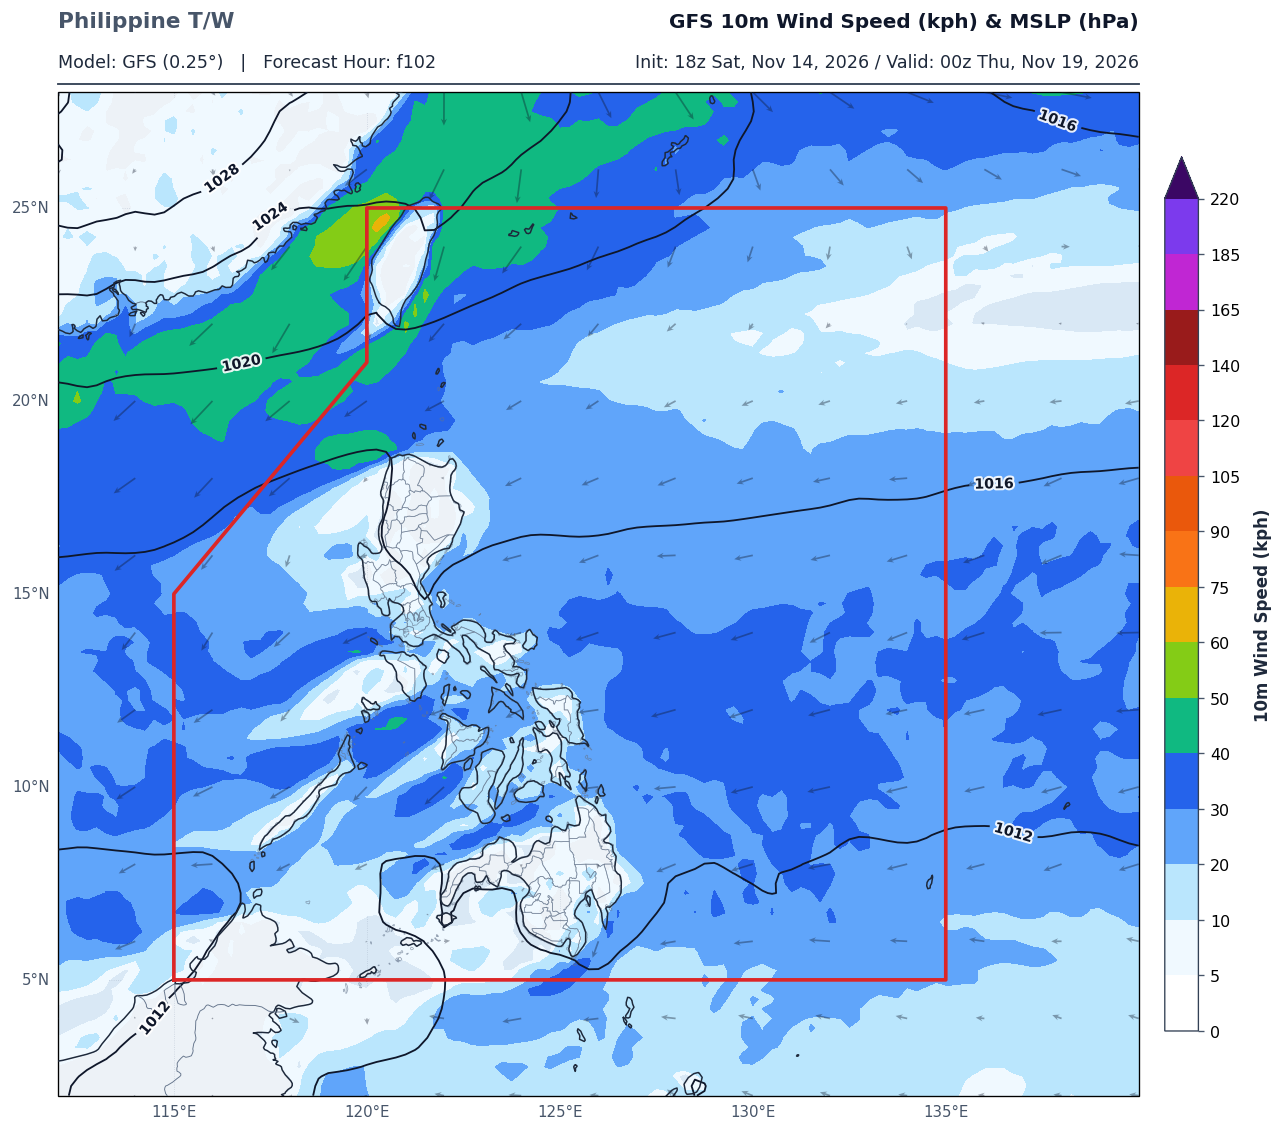 Philippine T/W
GFS 10m Wind Speed (kph) & MSLP (hPa)
Model: GFS (0.25°) | Forecast Hour: f102
Init: 18z Sat, Nov 14, 2026 / Valid: 00z Thu, Nov 19, 2026
1016
1028
1024
1020
1016
1012
1012
25°N
20°N
15°N
10°N
5°N
115°E
120°E
125°E
130°E
135°E
220
185
165
140
120
105
90
75
60
50
40
30
20
10
5
0
10m Wind Speed (kph)